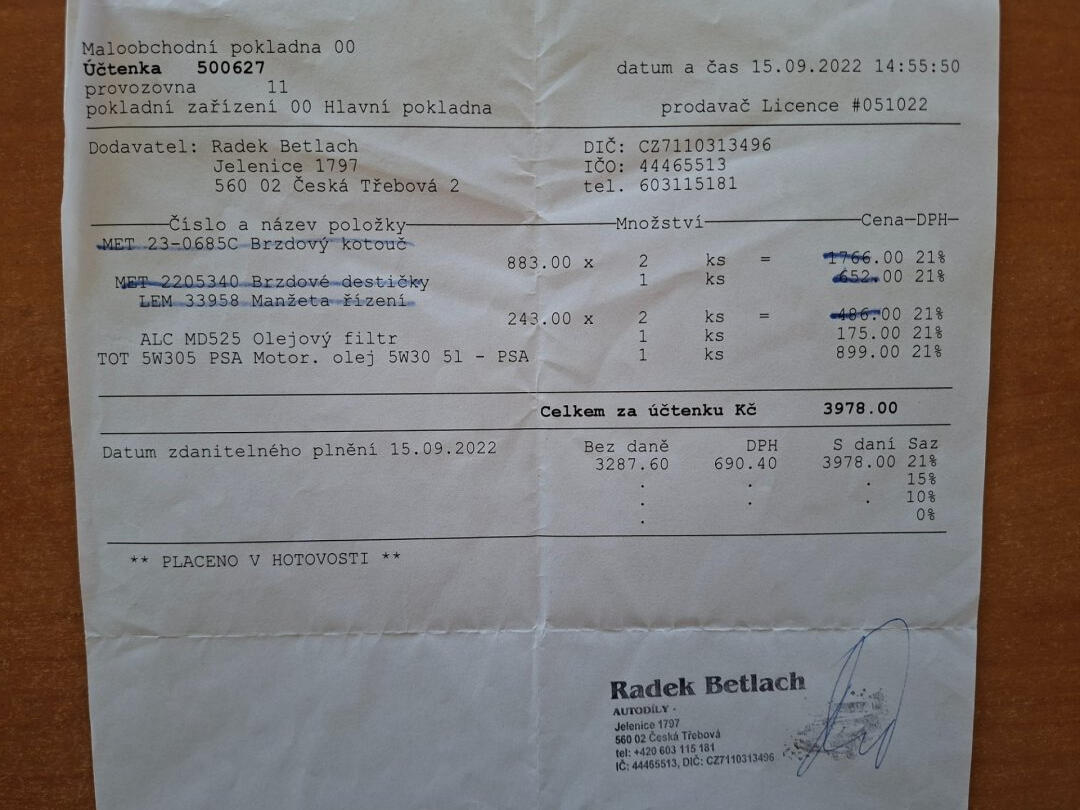 Maloobchodní pokladna 00
Účtenka 500627 datum a čas 15.09.2022 14:55:50
provozovna 11
pokladní zařízení 00 Hlavní pokladna prodavač Licence #051022
Dodavatel: Radek Betlach DIČ: CZ7110313496
Jelenice 1797 IČO: 44465513
560 02 Česká Třebová 2 tel. 603115181
Číslo a název položky Množství Cena DPH
MET 23-0685C Brzdový kotouč
883.00 x 2 ks = 1766.00 21%
MET 2205340 Brzdové destičky 1 ks 652.00 21%
LEM 33958 Manžeta řízení
243.00 x 2 ks = 486.00 21%
ALC MD525 Olejový filtr 1 ks 175.00 21%
TOT 5W305 PSA Motor. olej 5W30 5l - PSA 1 ks 899.00 21%
Celkem za účtenku Kč 3978.00
Datum zdanitelného plnění 15.09.2022 Bez daně DPH S daní Saz
3287.60 690.40 3978.00 21%
. . . 15%
. . . 10%
. 0%
** PLACENO V HOTOVOSTI **
Radek Betlach
AUTODÍLY -
Jelenice 1797
560 02 Česká Třebová
tel: +420 603 115 181
IČ: 44465513, DIČ: CZ7110313496